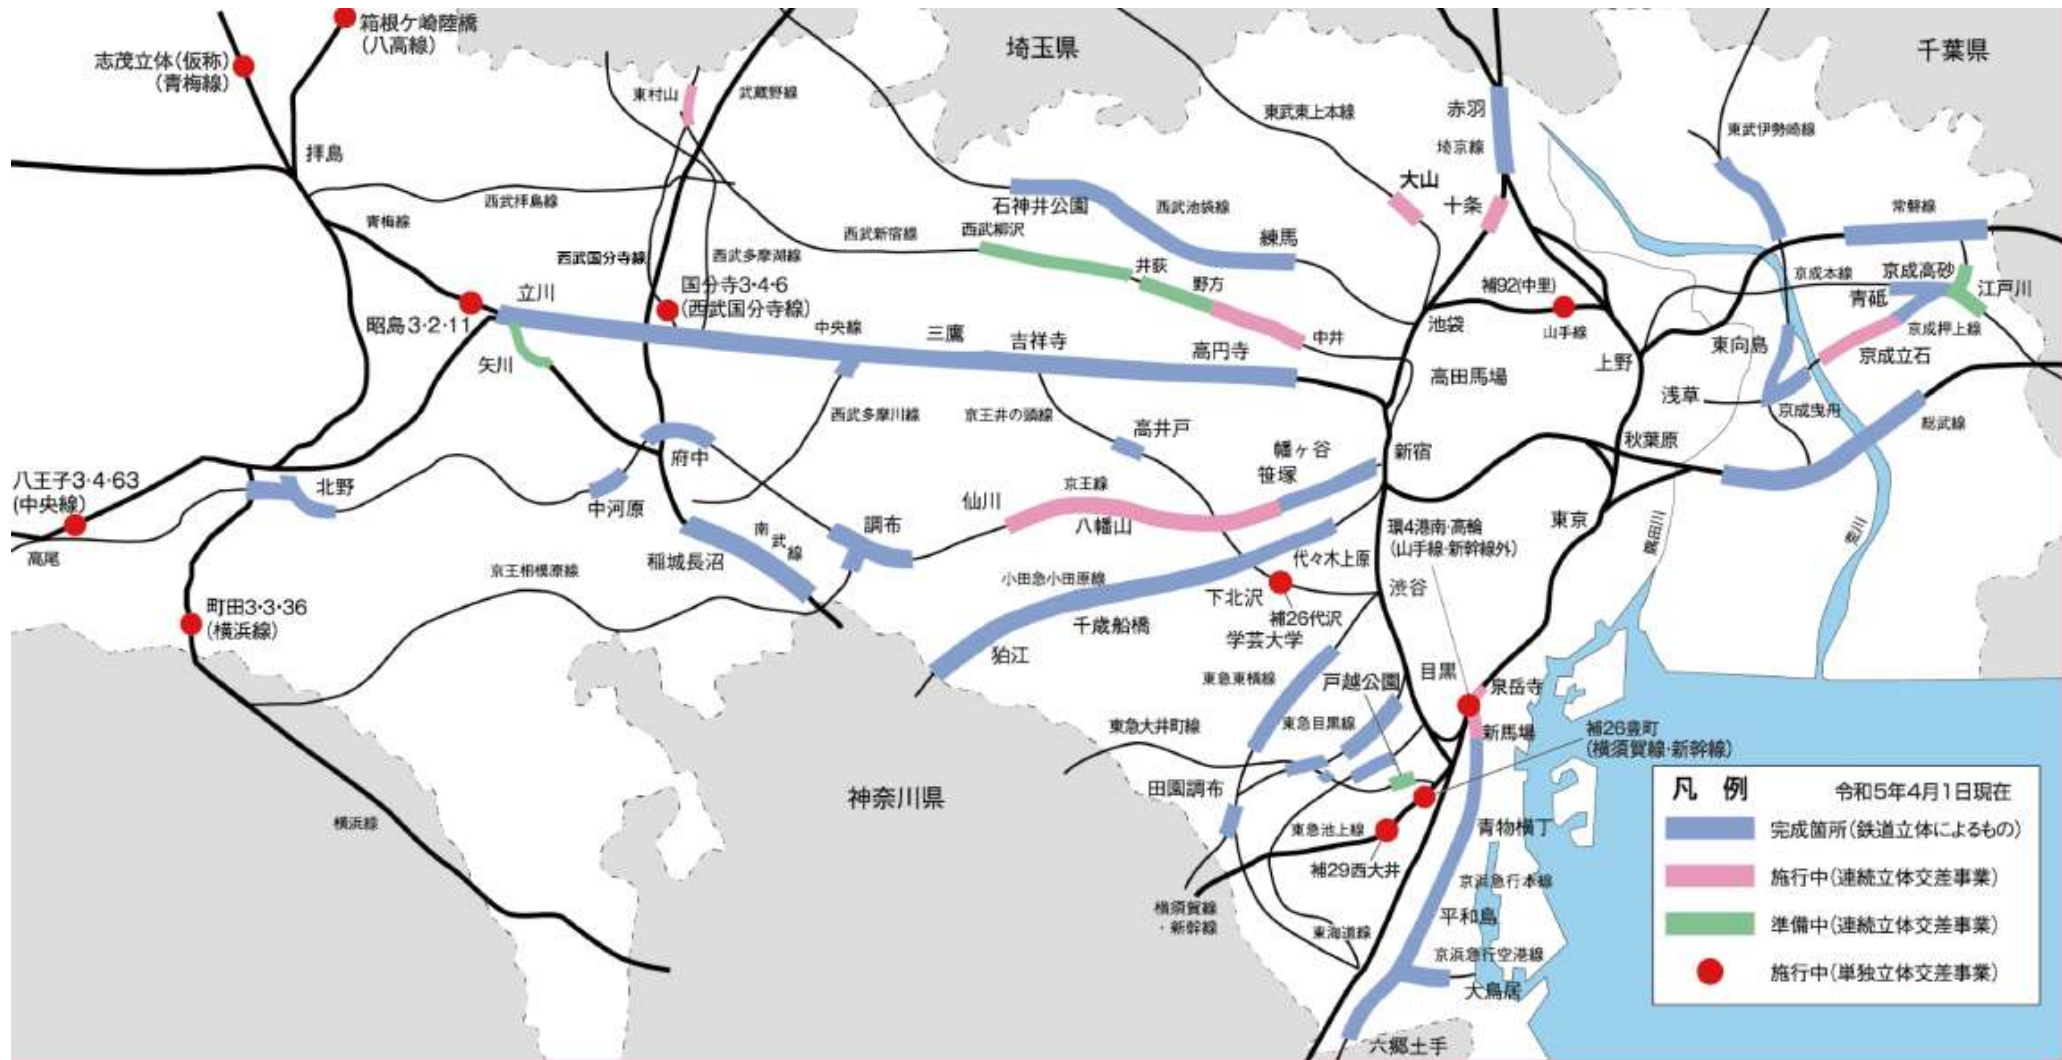 箱根ケ崎陸橋
(八高線)
志茂立体(仮称)
(青梅線)
埼玉県
千葉県
東村山
武蔵野線
東武東上本線
赤羽
埼京線
東武伊勢崎線
拝島
西武拝島線
青梅線
大山
十条
石神井公園
西武池袋線
練馬
西武新宿線
西武柳沢
常磐線
西武国分寺線
西武多摩湖線
井荻
野方
京成本線
京成高砂
青砥
江戸川
国分寺3・4・6
(西武国分寺線)
補92(中里)
山手線
立川
昭島3・2・11
中央線
三鷹
吉祥寺
高円寺
中井
池袋
上野
東向島
京成押上線
京成立石
矢川
高田馬場
浅草
京成曳舟
総武線
西武多摩川線
京王井の頭線
高井戸
幡ヶ谷
笹塚
新宿
秋葉原
府中
八王子3・4・63
(中央線)
北野
中河原
仙川
京王線
八幡山
調布
高尾
南武線
稲城長沼
環4港南・高輪
(山手線・新幹線外)
東京
隅田川
荒川
京王相模原線
小田急小田原線
代々木上原
渋谷
下北沢
補26代沢
町田3・3・36
(横浜線)
千歳船橋
学芸大学
狛江
東急東横線
戸越公園
目黒
泉岳寺
東急大井町線
東急目黒線
新馬場
補26豊町
(横須賀線・新幹線)
神奈川県
田園調布
横浜線
東急池上線
青物横丁
補29西大井
京浜急行本線
横須賀線
・新幹線
東海道線
平和島
京浜急行空港線
大鳥居
六郷土手
凡 例
令和5年4月1日現在
完成箇所(鉄道立体によるもの)
施行中(連続立体交差事業)
準備中(連続立体交差事業)
施行中(単独立体交差事業)